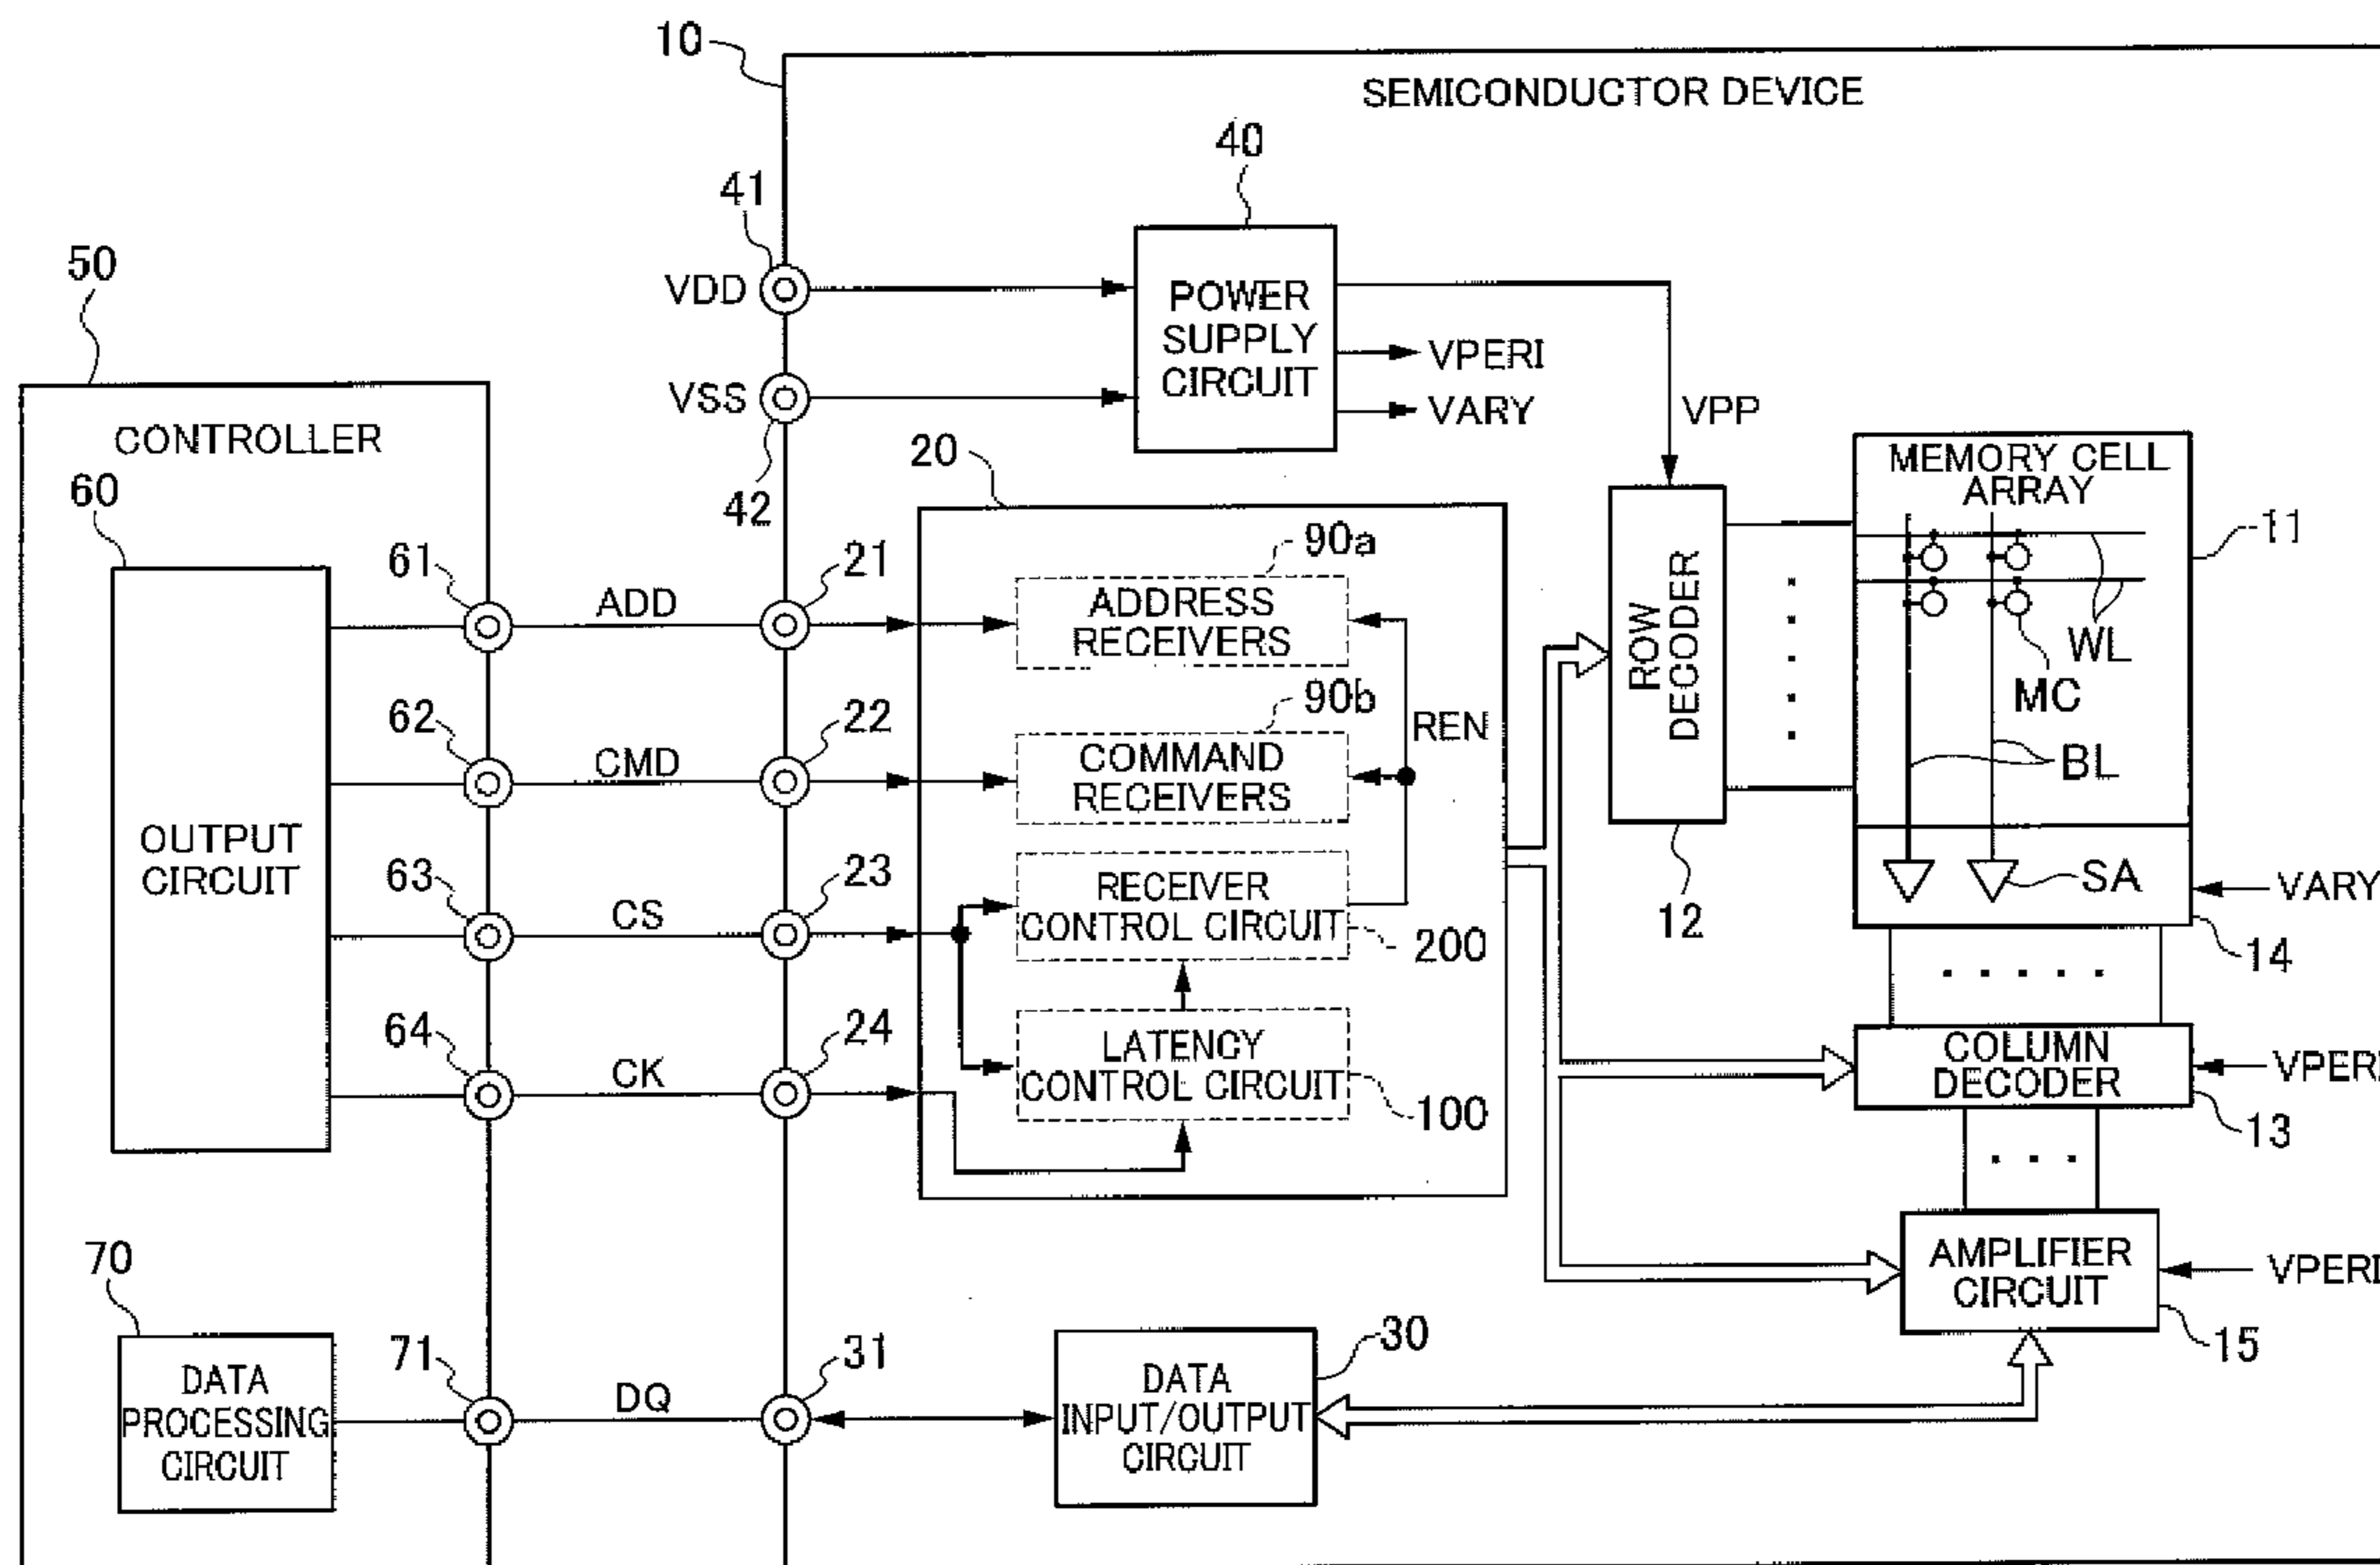 10
SEMICONDUCTOR DEVICE
40
41
50
VDD
POWER
SUPPLY
CIRCUIT
VPERI
VSS
VARY
VPP
CONTROLLER
20
MEMORY CELL
ARRAY
60
42
11
90a
61
21
ADD
ADDRESS
RECEIVERS
ROW
DECODER
WL
MC
62
22
90b
REN
CMD
COMMAND
RECEIVERS
BL
OUTPUT
CIRCUIT
63
23
RECEIVER
CONTROL CIRCUIT
SA
VARY
CS
12
200
14
64
24
CK
LATENCY
CONTROL CIRCUIT
COLUMN
DECODER
VPERI
100
13
70
AMPLIFIER
CIRCUIT
VPERI
71
31
30
15
DATA
PROCESSING
CIRCUIT
DQ
DATA
INPUT/OUTPUT
CIRCUIT